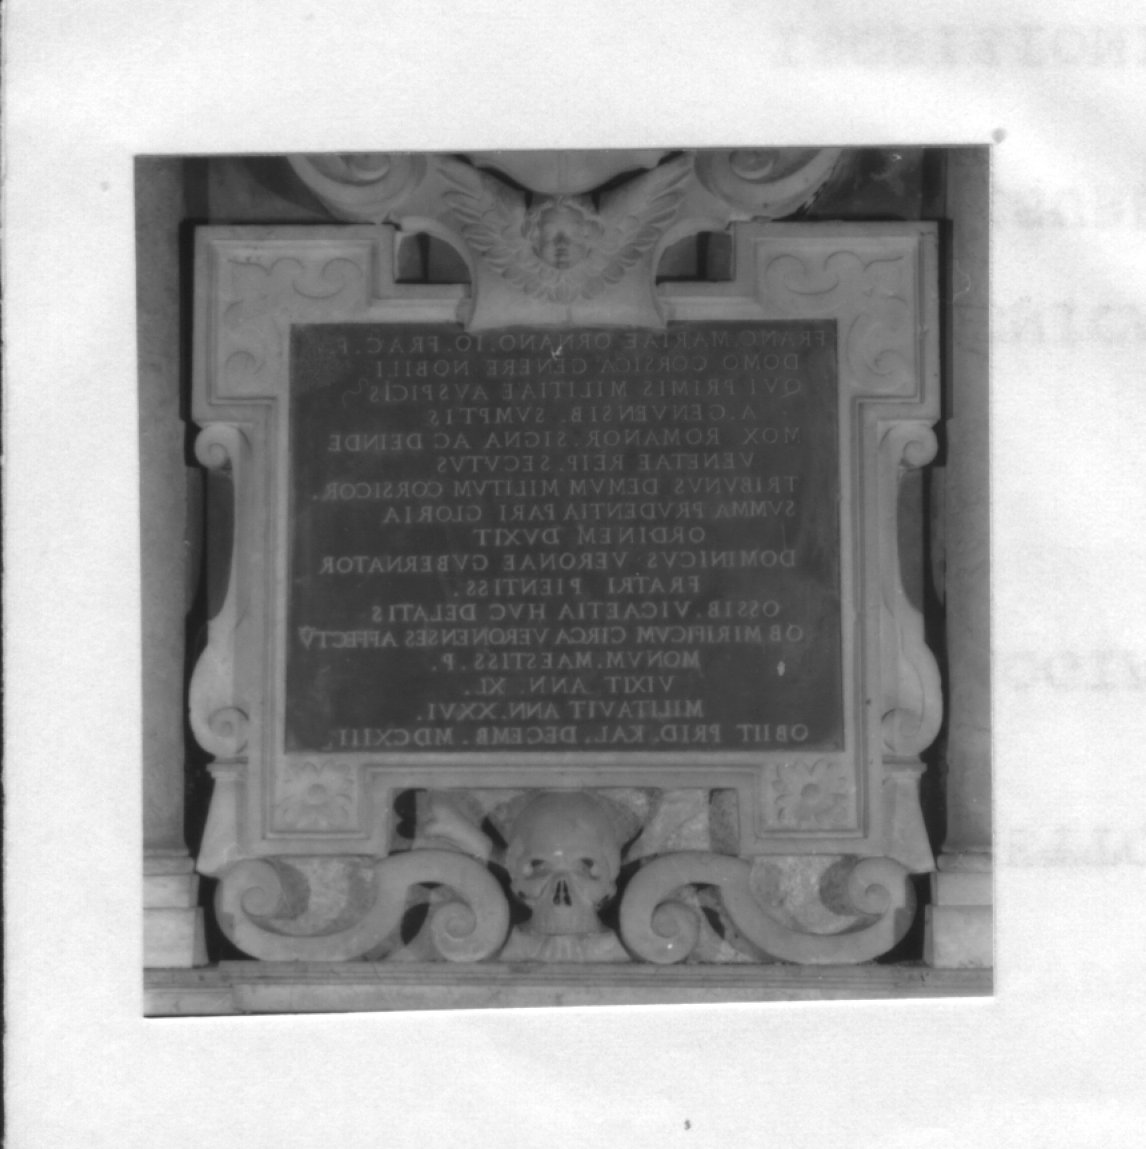 FRANC. MARIAE ORNANO. IO. FRA C. F.
DOMO CORSICA GENERE NOBILI
QVI PRIMIS MILITIAE AVSPICIIS
A. GENVENSIB. SVMPTIS
MOX ROMANOR. SIGNA AC DEINDE
VENETAE REIP. SECVTVS
TRIBVNVS DEMVM MILITVM CORSICOR.
SVMMA PRVDENTIA PARI GLORIA
ORDINEM DVXIT
DOMINICVS VERONAE GVBERNATOR
FRATRI PIENTISS.
OSSIB. VICAETIA HVC DELATIS
OB MIRIFICVM CIRCA VERONENSES AFFECTV
MONVM. MAESTISS. P.
VIXIT ANN. XL.
MILITAVIT ANN. XXVI.
OBIIT PRID. KAL. DECEMB. MDCXIII.